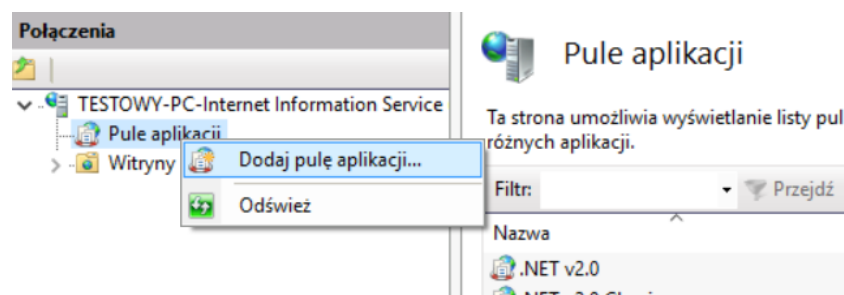 Połączenia
TESTOWY-PC-Internet Information Service
Pule aplikacji
Witryny
Dodaj pulę aplikacji...
Odśwież
Pule aplikacji
Ta strona umożliwia wyświetlanie listy pul
różnych aplikacji.
Filtr:
Przejdź
Nazwa
.NET v2.0